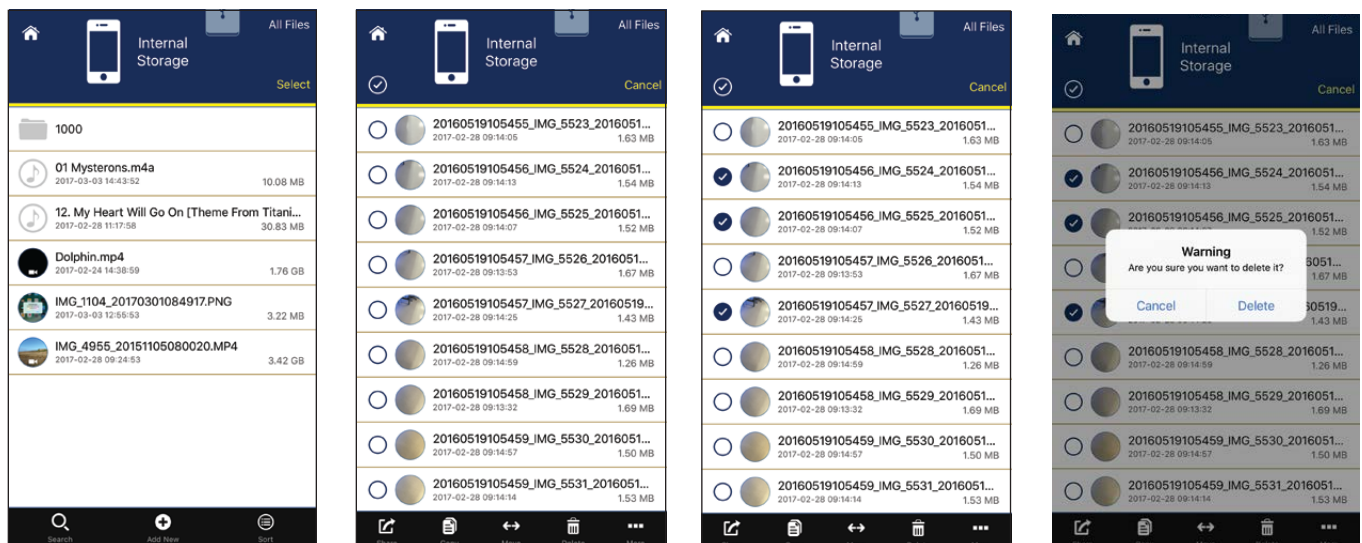 All Files
Internal
Storage
Select
1000
01 Mysterons.m4a
2017-03-03 14:43:52
10.08 MB
12. My Heart Will Go On [Theme From Titani...
2017-02-28 11:17:58
30.83 MB
Dolphin.mp4
2017-02-24 14:38:59
1.76 GB
IMG_1104_20170301084917.PNG
2017-03-03 12:55:53
3.22 MB
IMG_4955_20151105080020.MP4
2017-02-28 09:24:53
3.42 GB
Search
Add New
Sort
All Files
Internal
Storage
Cancel
20160519105455_IMG_5523_2016051...
2017-02-28 09:14:05
1.63 MB
20160519105456_IMG_5524_2016051...
2017-02-28 09:14:13
1.54 MB
20160519105456_IMG_5525_2016051...
2017-02-28 09:14:07
1.52 MB
20160519105457_IMG_5526_2016051...
2017-02-28 09:13:53
1.67 MB
20160519105457_IMG_5527_20160519...
2017-02-28 09:14:25
1.43 MB
20160519105458_IMG_5528_2016051...
2017-02-28 09:14:59
1.26 MB
20160519105458_IMG_5529_2016051...
2017-02-28 09:13:32
1.69 MB
20160519105459_IMG_5530_2016051...
2017-02-28 09:14:57
1.50 MB
20160519105459_IMG_5531_2016051...
2017-02-28 09:14:14
1.53 MB
All Files
Internal
Storage
Cancel
20160519105455_IMG_5523_2016051...
2017-02-28 09:14:05
1.63 MB
20160519105456_IMG_5524_2016051...
2017-02-28 09:14:13
1.54 MB
20160519105456_IMG_5525_2016051...
2017-02-28 09:14:07
1.52 MB
20160519105457_IMG_5526_2016051...
2017-02-28 09:13:53
1.67 MB
20160519105457_IMG_5527_20160519...
2017-02-28 09:14:25
1.43 MB
20160519105458_IMG_5528_2016051...
2017-02-28 09:14:59
1.26 MB
20160519105458_IMG_5529_2016051...
2017-02-28 09:13:32
1.69 MB
20160519105459_IMG_5530_2016051...
2017-02-28 09:14:57
1.50 MB
20160519105459_IMG_5531_2016051...
2017-02-28 09:14:14
1.53 MB
All Files
Internal
Storage
Cancel
20160519105455_IMG_5523_2016051...
2017-02-28 09:14:05
1.63 MB
20160519105456_IMG_5524_2016051...
2017-02-28 09:14:13
1.54 MB
20160519105456_IMG_5525_2016051...
1.52 MB
Warning
Are you sure you want to delete it?
6051...
1.67 MB
Cancel
Delete
60519...
1.43 MB
20160519105458_IMG_5528_2016051...
2017-02-28 09:14:59
1.26 MB
20160519105458_IMG_5529_2016051...
2017-02-28 09:13:32
1.69 MB
20160519105459_IMG_5530_2016051...
2017-02-28 09:14:57
1.50 MB
20160519105459_IMG_5531_2016051...
2017-02-28 09:14:14
1.53 MB